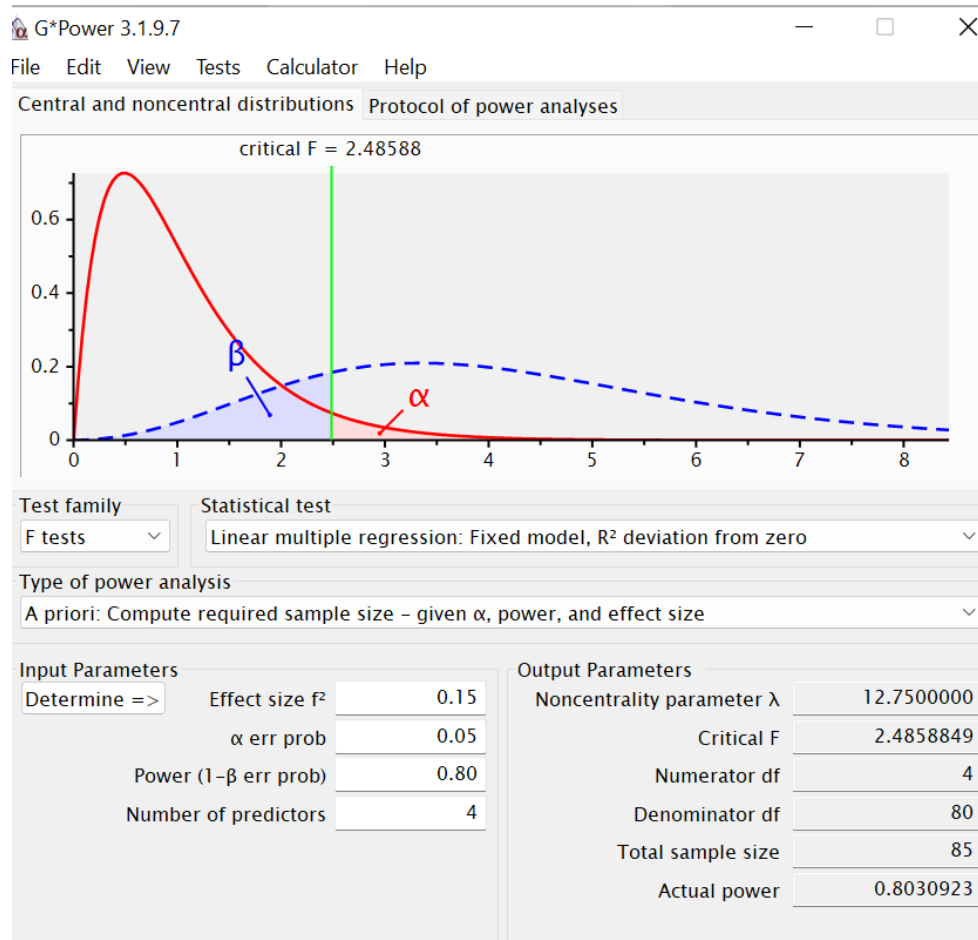 G*Power 3.1.9.7
File Edit View Tests Calculator Help
Central and noncentral distributions Protocol of power analyses
critical F = 2.48588
0.6
0.4
0.2
β
α
0
0 1 2 3 4 5 6 7 8
Test family Statistical test
F tests Linear multiple regression: Fixed model, R² deviation from zero
Type of power analysis
A priori: Compute required sample size – given α, power, and effect size
Input Parameters Output Parameters
Determine => Effect size f² 0.15 Noncentrality parameter λ 12.7500000
α err prob 0.05 Critical F 2.4858849
Power (1-β err prob) 0.80 Numerator df 4
Number of predictors 4 Denominator df 80
Total sample size 85
Actual power 0.8030923